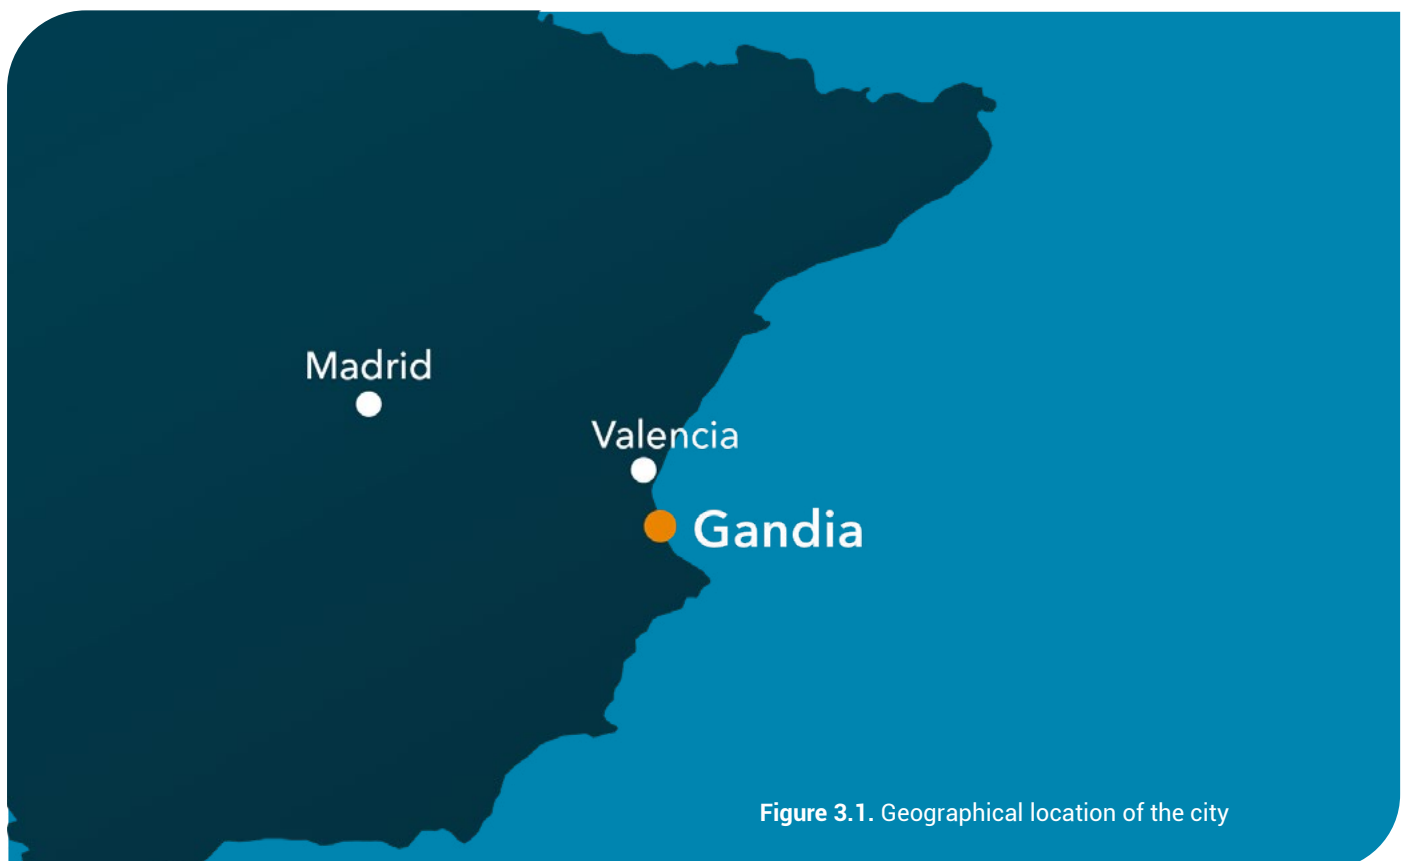 Madrid
Valencia
Gandia
Figure 3.1. Geographical location of the city